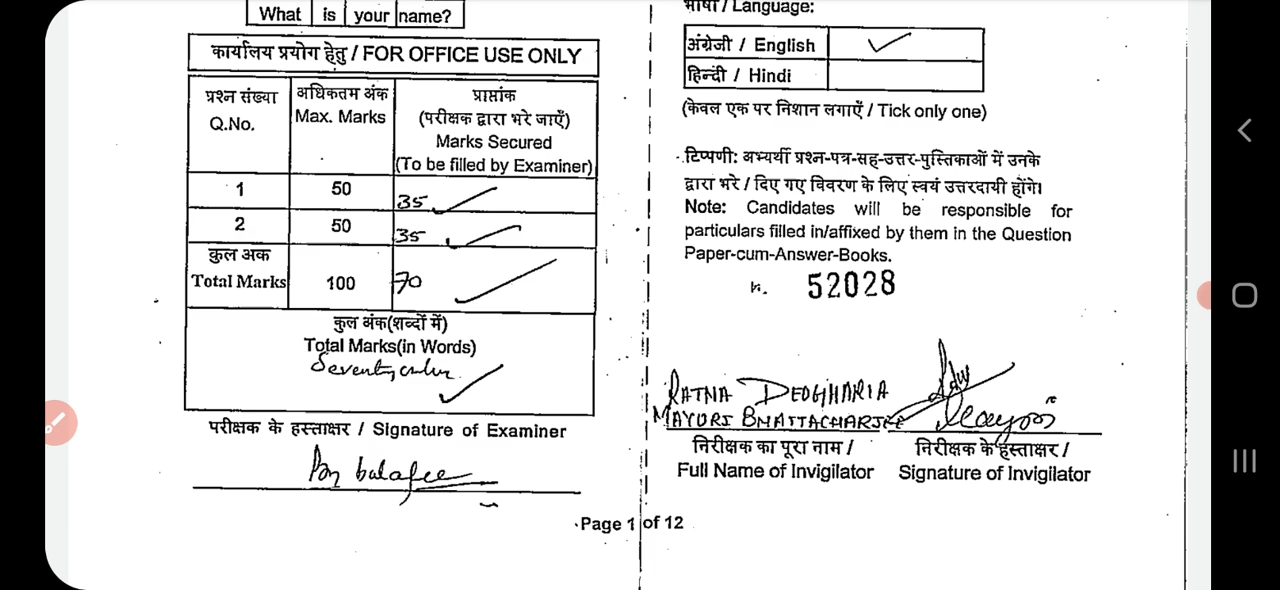 What is your name?
कार्यालय प्रयोग हेतु / FOR OFFICE USE ONLY
प्रश्न संख्या
Q.No.
अधिकतम अंक
Max. Marks
प्राप्तांक
(परीक्षक द्वारा भरे जाएँ)
Marks Secured
(To be filled by Examiner)
1 50 35
2 50 35
कुल अंक
Total Marks 100 70
कुल अंक(शब्दों में)
Total Marks(in Words)
Seventy only
परीक्षक के हस्ताक्षर / Signature of Examiner
भाषा / Language:
अंग्रेजी / English
हिन्दी / Hindi
(केवल एक पर निशान लगाएँ / Tick only one)
टिप्पणी: अभ्यर्थी प्रश्न-पत्र-सह-उत्तर-पुस्तिकाओं में उनके
द्वारा भरे / दिए गए विवरण के लिए स्वयं उत्तरदायी होंगे।
Note: Candidates will be responsible for
particulars filled in/affixed by them in the Question
Paper-cum-Answer-Books.
52028
RATNA DEOGHARIA
MAYURI BHATTACHARJEE
निरीक्षक का पूरा नाम /
Full Name of Invigilator
निरीक्षक के हस्ताक्षर /
Signature of Invigilator
Page 1 of 12